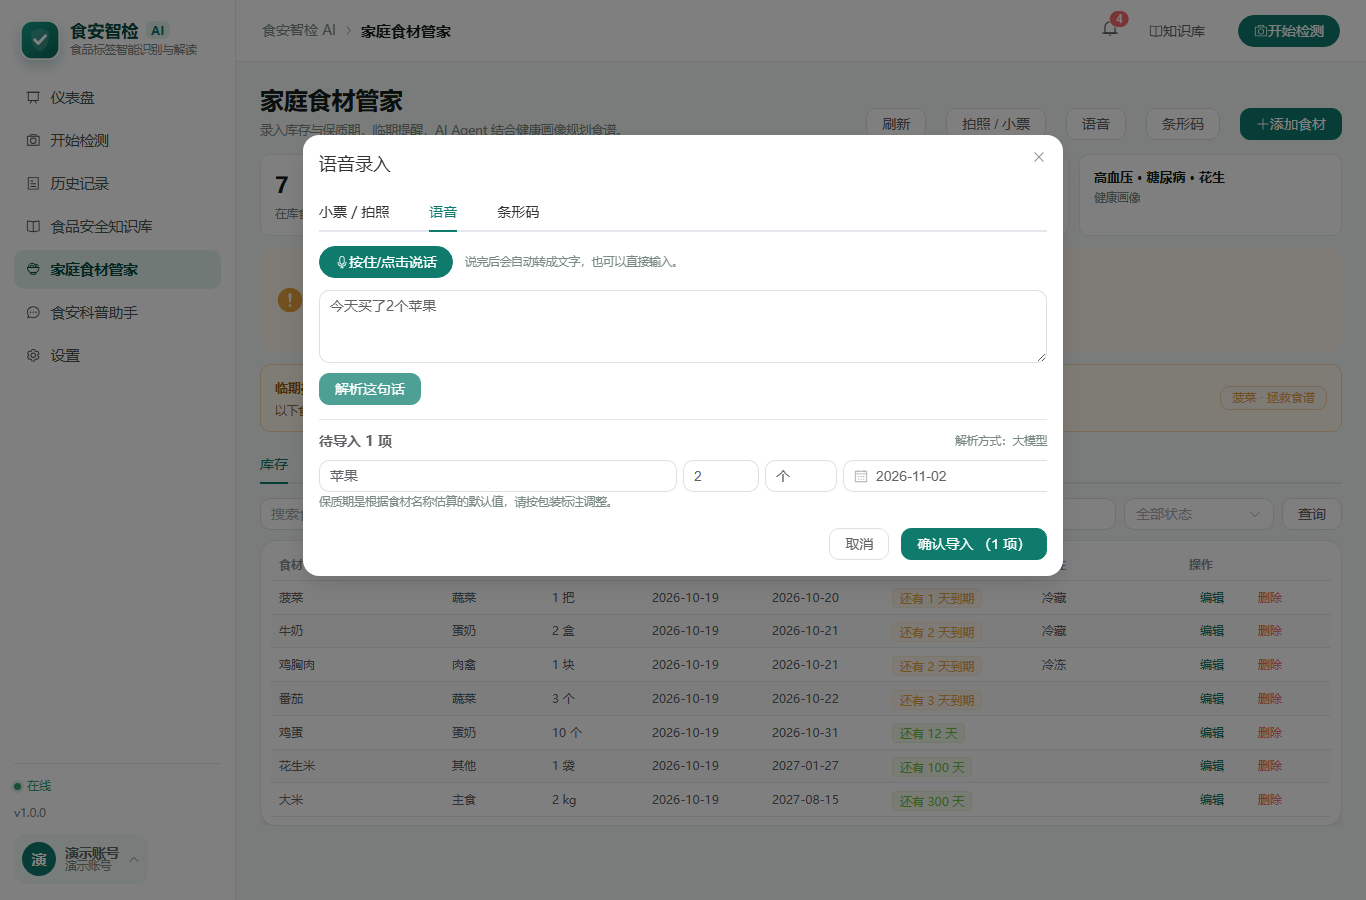 食安智检 AI
食品标签智能识别与解读
仪表盘
开始检测
历史记录
食品安全知识库
家庭食材管家
食安科普助手
设置
在线
v1.0.0
演
演示账号
演示账号
食安智检 AI > 家庭食材管家
4
知识库
开始检测
家庭食材管家
录入库存与保质期，临期提醒，AI Agent 结合健康画像规划食谱。
刷新
拍照 / 小票
语音
条形码
+添加食材
7
在库
高血压 • 糖尿病 • 花生
健康画像
临期
以下
菠菜 · 拯救食谱
语音录入
小票 / 拍照
语音
条形码
按住/点击说话
说完后会自动转成文字，也可以直接输入。
今天买了2个苹果
解析这句话
待导入 1 项
解析方式：大模型
苹果
2
个
2026-11-02
保质期是根据食材名称估算的默认值，请按包装标注调整。
取消
确认导入 （1 项）
库存
搜索
全部状态
查询
食材
操作
菠菜 蔬菜 1 把 2026-10-19 2026-10-20 还有 1 天到期 冷藏 编辑 删除
牛奶 蛋奶 2 盒 2026-10-19 2026-10-21 还有 2 天到期 冷藏 编辑 删除
鸡胸肉 肉禽 1 块 2026-10-19 2026-10-21 还有 2 天到期 冷冻 编辑 删除
番茄 蔬菜 3 个 2026-10-19 2026-10-22 还有 3 天到期 编辑 删除
鸡蛋 蛋奶 10 个 2026-10-19 2026-10-31 还有 12 天 编辑 删除
花生米 其他 1 袋 2026-10-19 2027-01-27 还有 100 天 编辑 删除
大米 主食 2 kg 2026-10-19 2027-08-15 还有 300 天 编辑 删除